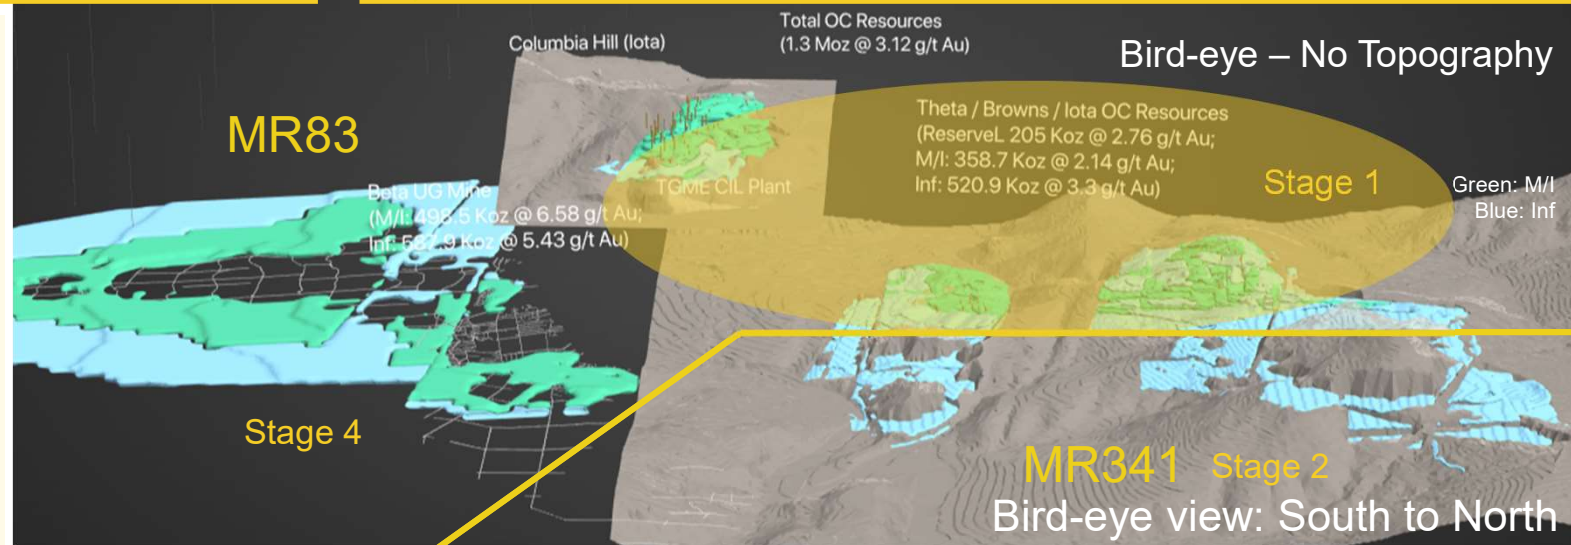 Total OC Resources
(1.3 Moz @ 3.12 g/t Au)
Columbia Hill (Iota)
Bird-eye – No Topography
MR83
Theta / Browns / Iota OC Resources
(ReserveL 205 Koz @ 2.76 g/t Au;
M/I: 358.7 Koz @ 2.14 g/t Au;
Inf: 520.9 Koz @ 3.3 g/t Au)
Stage 1
Green: M/I
Blue: Inf
TGME CIL Plant
Beta UG Mine
(M/I: 498.5 Koz @ 6.58 g/t Au;
Inf: 587.9 Koz @ 5.43 g/t Au)
Stage 4
MR341 Stage 2
Bird-eye view: South to North